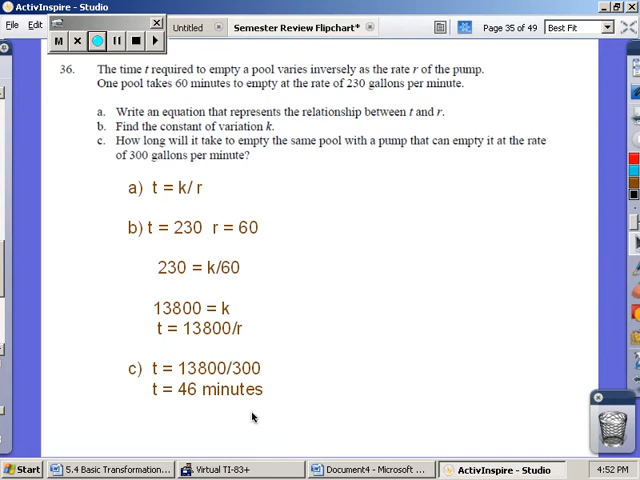 ActivInspire - Studio
File
In
Untitled
Semester Review Flipchart*
Page 35 of 49
Best Fit
M
36. The time t required to empty a pool varies inversely as the rate r of the pump.
One pool takes 60 minutes to empty at the rate of 230 gallons per minute.
a. Write an equation that represents the relationship between t and r.
b. Find the constant of variation k.
c. How long will it take to empty the same pool with a pump that can empty it at the rate
of 300 gallons per minute?
a) t = k/ r
b) t = 230 r = 60
230 = k/60
13800 = k
t = 13800/r
c) t = 13800/300
t = 46 minutes
Start
5.4 Basic Transformation...
Virtual TI-83+
Document4 - Microsoft ...
ActivInspire - Studio
4:52 PM